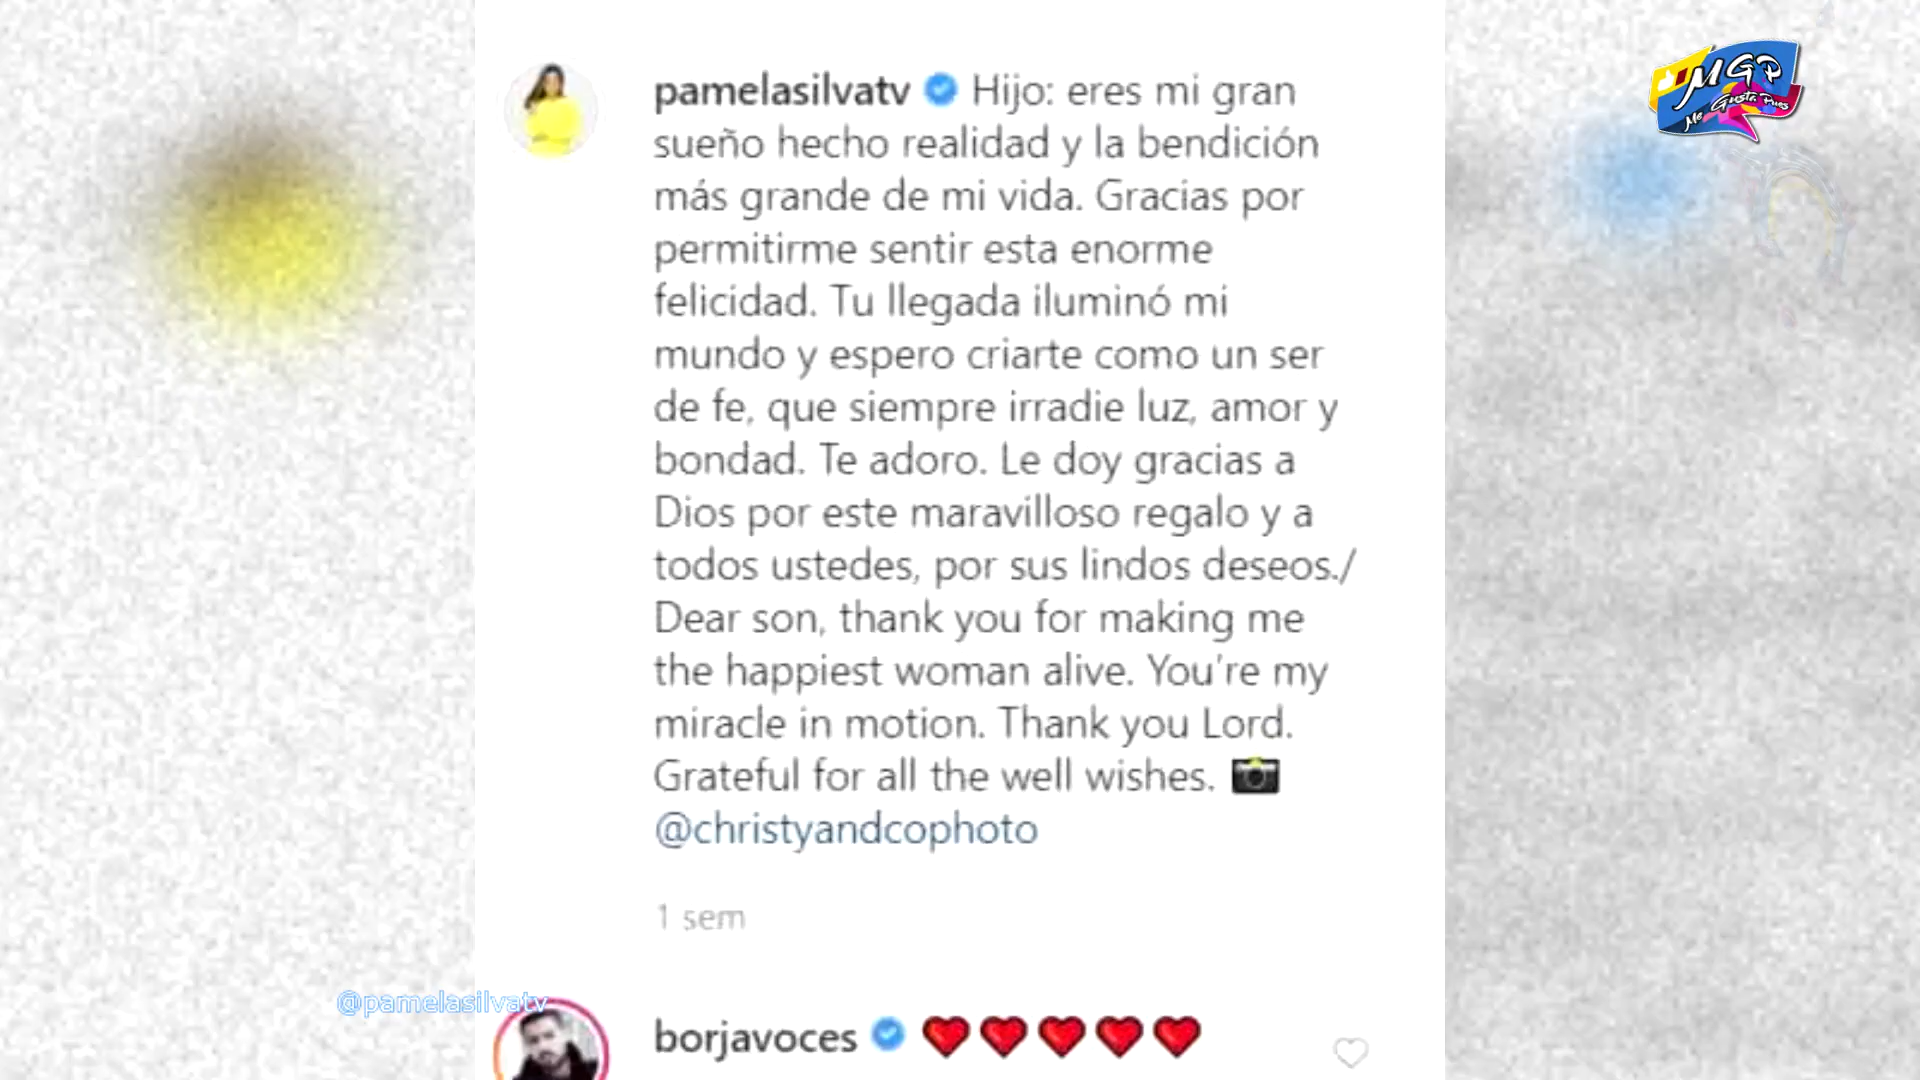 MGP
Me Gusta Pues
pamelasilvatv Hijo: eres mi gran
sueño hecho realidad y la bendición
más grande de mi vida. Gracias por
permitirme sentir esta enorme
felicidad. Tu llegada iluminó mi
mundo y espero criarte como un ser
de fe, que siempre irradie luz, amor y
bondad. Te adoro. Le doy gracias a
Dios por este maravilloso regalo y a
todos ustedes, por sus lindos deseos./
Dear son, thank you for making me
the happiest woman alive. You're my
miracle in motion. Thank you Lord.
Grateful for all the well wishes. 📷
@christyandcophoto
1 sem
@pamelasilvatv
borjavoces ❤️❤️❤️❤️❤️